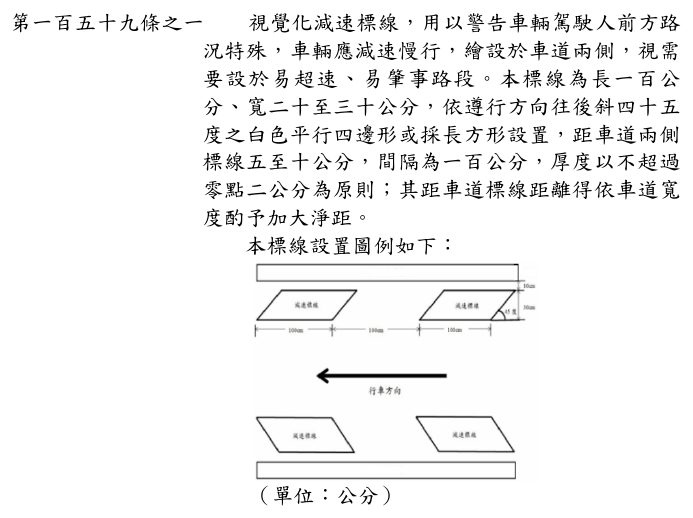 第一百五十九條之一　　視覺化減速標線，用以警告車輛駕駛人前方路
況特殊，車輛應減速慢行，繪設於車道兩側，視需
要設於易超速、易肇事路段。本標線為長一百公
分、寬二十至三十公分，依遵行方向往後斜四十五
度之白色平行四邊形或採長方形設置，距車道兩側
標線五至十公分，間隔為一百公分，厚度以不超過
零點二公分為原則；其距車道標線距離得依車道寬
度酌予加大淨距。
本標線設置圖例如下：
10cm
減速標線
減速標線
30cm
45度
100cm
100cm
100cm
行車方向
減速標線
減速標線
（單位：公分）